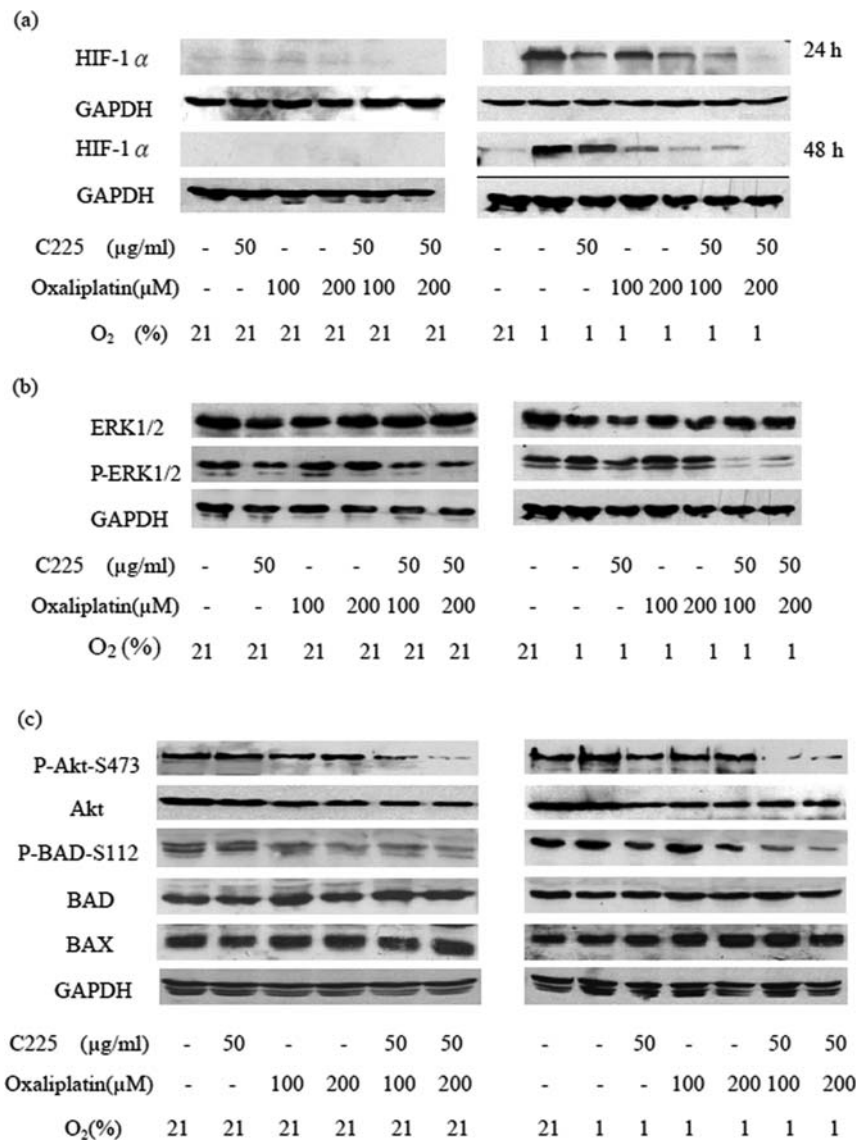 (a)
HIF-1 α 24 h
GAPDH
HIF-1 α 48 h
GAPDH
C225 (µg/ml) - 50 - - 50 50 - - 50 - - 50 50
Oxaliplatin(µM) - - 100 200 100 200 - - - 100 200 100 200
O₂ (%) 21 21 21 21 21 21 21 1 1 1 1 1 1
(b)
ERK1/2
P-ERK1/2
GAPDH
C225 (µg/ml) - 50 - - 50 50 - - 50 - - 50 50
Oxaliplatin(µM) - - 100 200 100 200 - - - 100 200 100 200
O₂ (%) 21 21 21 21 21 21 21 1 1 1 1 1 1
(c)
P-Akt-S473
Akt
P-BAD-S112
BAD
BAX
GAPDH
C225 (µg/ml) - 50 - - 50 50 - - 50 - - 50 50
Oxaliplatin(µM) - - 100 200 100 200 - - - 100 200 100 200
O₂(%) 21 21 21 21 21 21 21 1 1 1 1 1 1